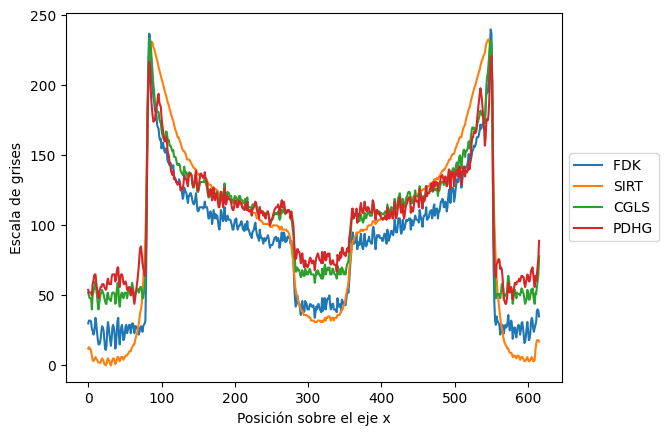 250
200
150
100
50
0
Escala de grises
0 100 200 300 400 500 600
Posición sobre el eje x
FDK
SIRT
CGLS
PDHG